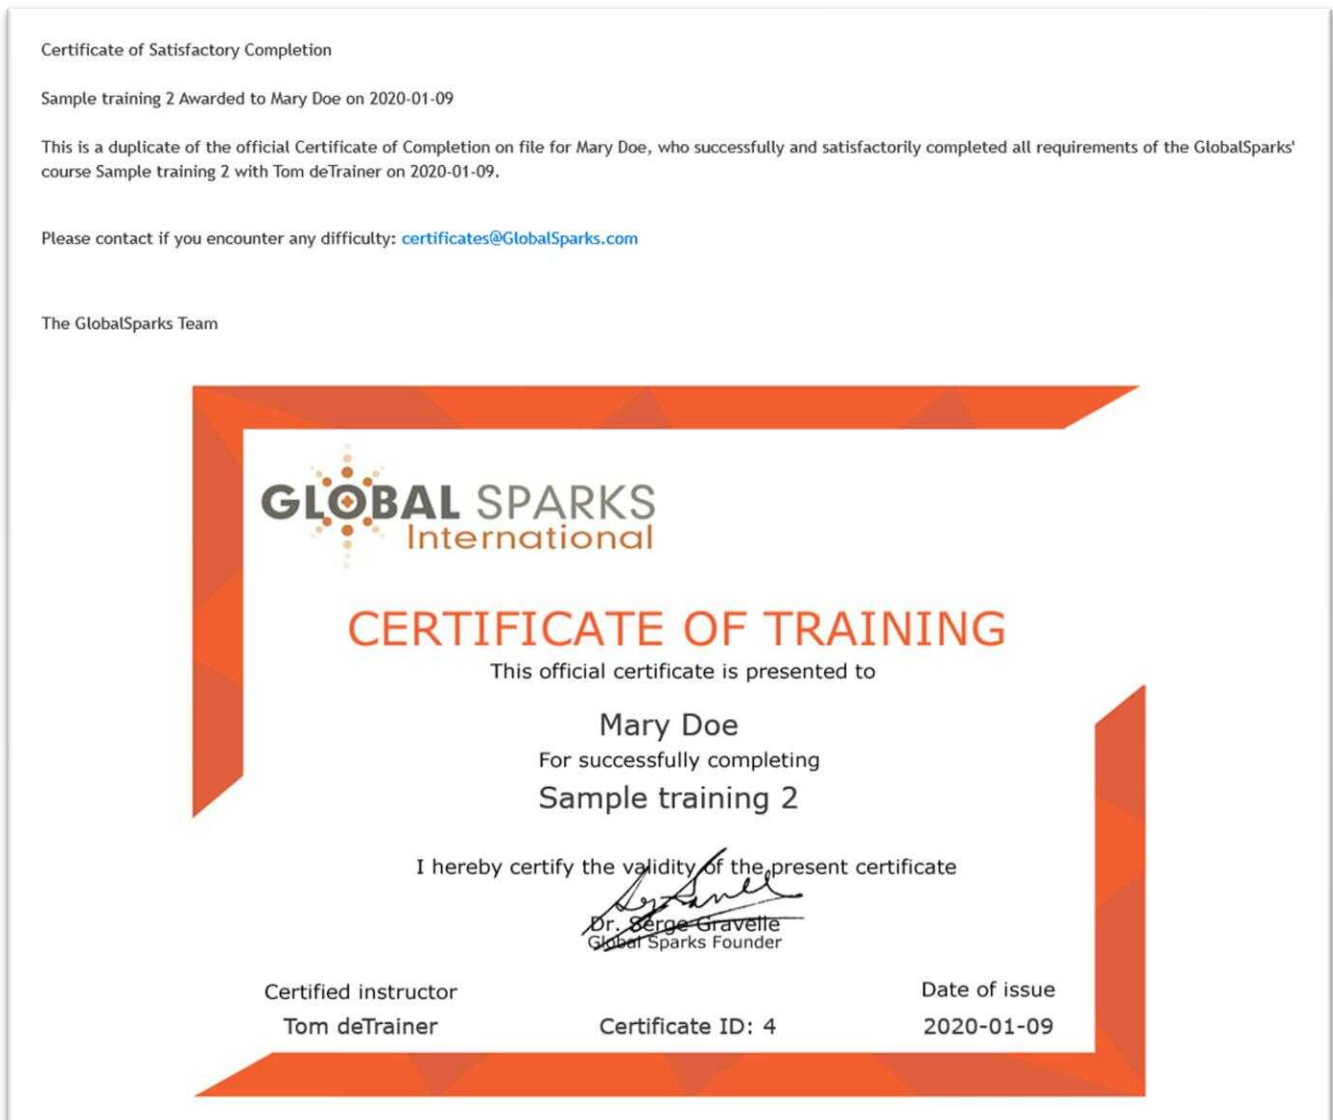 Certificate of Satisfactory Completion
Sample training 2 Awarded to Mary Doe on 2020-01-09
This is a duplicate of the official Certificate of Completion on file for Mary Doe, who successfully and satisfactorily completed all requirements of the GlobalSparks'
course Sample training 2 with Tom deTrainer on 2020-01-09.
Please contact if you encounter any difficulty: certificates@GlobalSparks.com
The GlobalSparks Team
GLOBAL SPARKS
International
CERTIFICATE OF TRAINING
This official certificate is presented to
Mary Doe
For successfully completing
Sample training 2
I hereby certify the validity of the present certificate
Dr. Serge Gravelle
Global Sparks Founder
Certified instructor
Date of issue
Tom deTrainer
Certificate ID: 4
2020-01-09